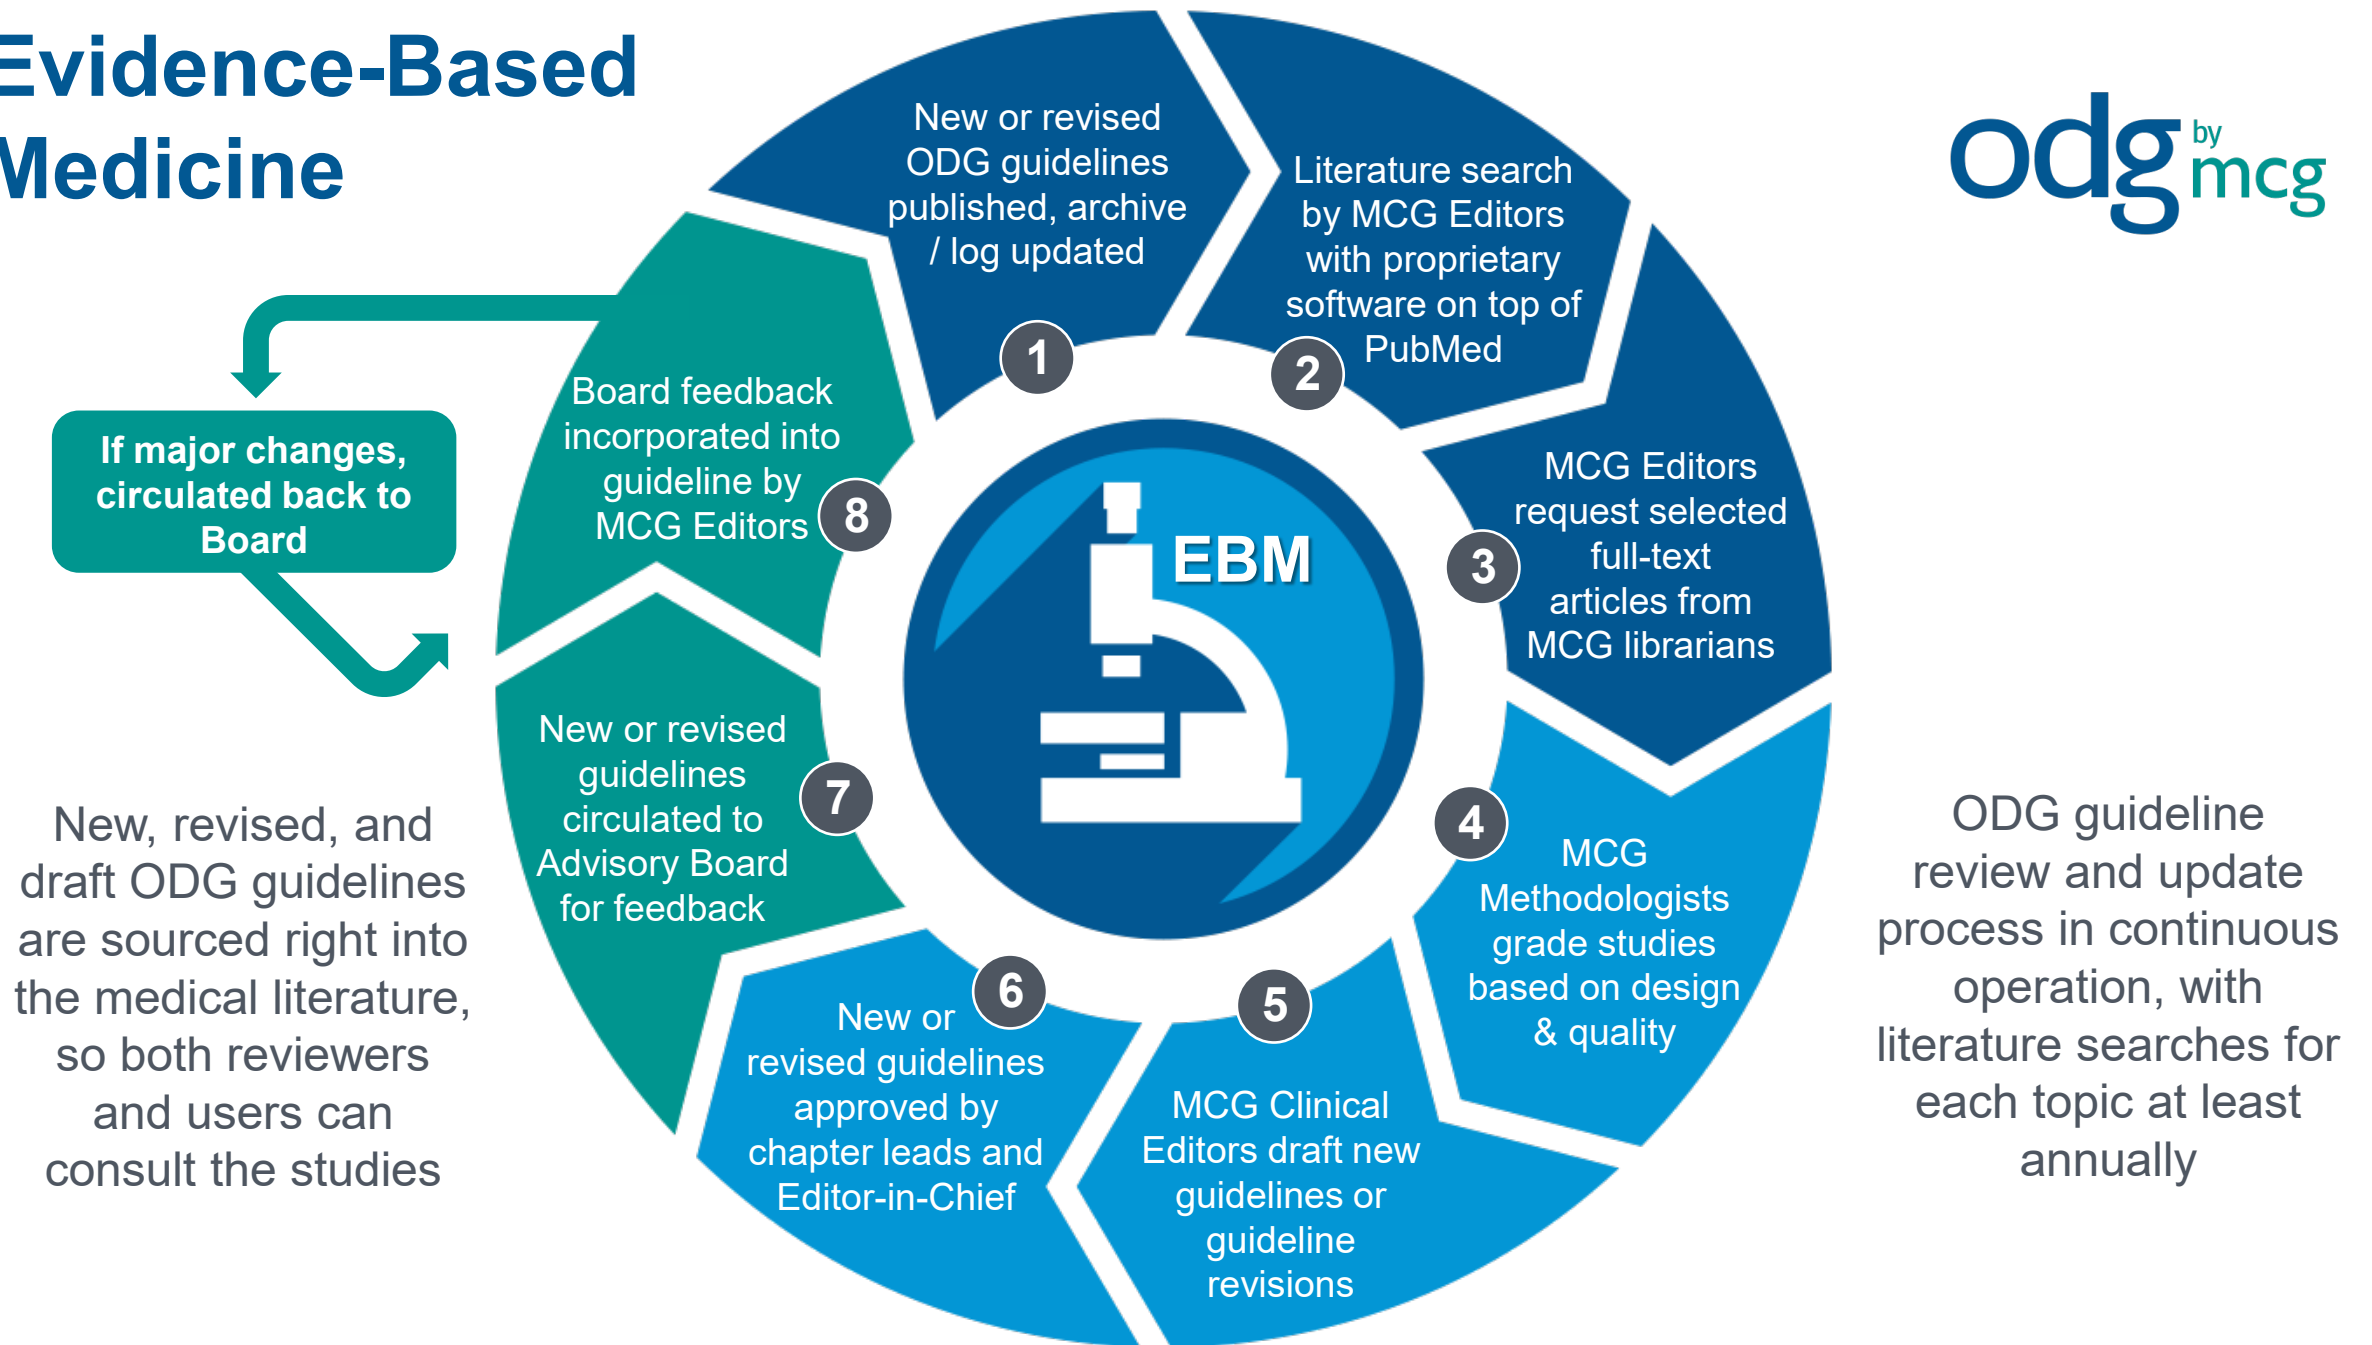 Evidence-Based
Medicine
odg by mcg
New or revised
ODG guidelines
published, archive
/ log updated
1
Literature search
by MCG Editors
with proprietary
software on top of
PubMed
2
MCG Editors
request selected
full-text
articles from
MCG librarians
3
MCG
Methodologists
grade studies
based on design
& quality
4
MCG Clinical
Editors draft new
guidelines or
guideline
revisions
5
New or
revised guidelines
approved by
chapter leads and
Editor-in-Chief
6
New or revised
guidelines
circulated to
Advisory Board
for feedback
7
Board feedback
incorporated into
guideline by
MCG Editors
8
If major changes,
circulated back to
Board
EBM
New, revised, and
draft ODG guidelines
are sourced right into
the medical literature,
so both reviewers
and users can
consult the studies
ODG guideline
review and update
process in continuous
operation, with
literature searches for
each topic at least
annually